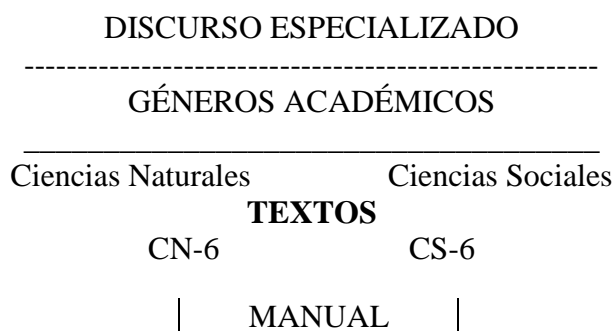 DISCURSO ESPECIALIZADO
------------------------------------------------------
GÉNEROS ACADÉMICOS
Ciencias Naturales Ciencias Sociales
TEXTOS
CN-6 CS-6
MANUAL